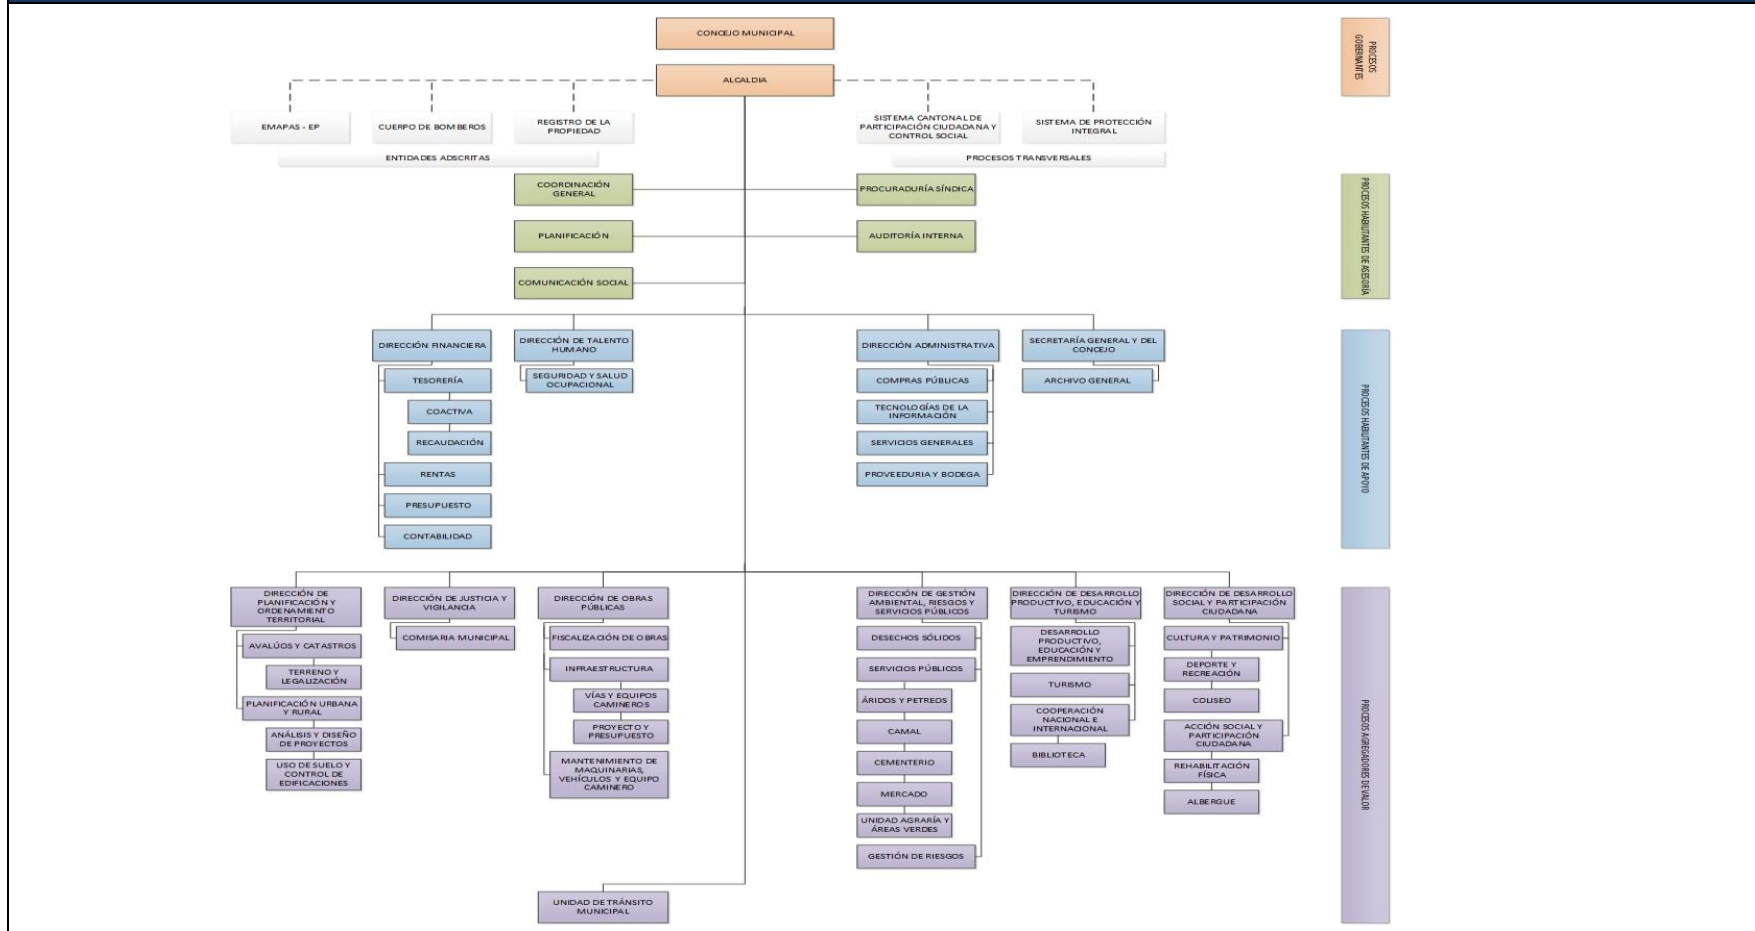 CONCEJO MUNICIPAL
PROCESOS
GOBERNANTES
ALCALDIA
EMAPAS - EP
CUERPO DE BOMBEROS
REGISTRO DE LA
PROPIEDAD
SISTEMA CANTONAL DE
PARTICIPACIÓN CIUDADANA Y
CONTROL SOCIAL
SISTEMA DE PROTECCIÓN
INTEGRAL
ENTIDADES ADSCRITAS
PROCESOS TRANSVERSALES
COORDINACIÓN
GENERAL
PROCURADURÍA SÍNDICA
PROCESOS HABILITANTES DE ASESORÍA
PLANIFICACIÓN
AUDITORÍA INTERNA
COMUNICACIÓN SOCIAL
DIRECCIÓN FINANCIERA
DIRECCIÓN DE TALENTO
HUMANO
DIRECCIÓN ADMINISTRATIVA
SECRETARÍA GENERAL Y DEL
CONCEJO
PROCESOS HABILITANTES DE APOYO
TESORERÍA
SEGURIDAD Y SALUD
OCUPACIONAL
COMPRAS PÚBLICAS
ARCHIVO GENERAL
COACTIVA
TECNOLOGÍAS DE LA
INFORMACIÓN
RECAUDACIÓN
SERVICIOS GENERALES
RENTAS
PROVEEDURIA Y BODEGA
PRESUPUESTO
CONTABILIDAD
DIRECCIÓN DE
PLANIFICACIÓN Y
ORDENAMIENTO
TERRITORIAL
DIRECCIÓN DE JUSTICIA Y
VIGILANCIA
DIRECCIÓN DE OBRAS
PÚBLICAS
DIRECCIÓN DE GESTIÓN
AMBIENTAL, RIESGOS Y
SERVICIOS PÚBLICOS
DIRECCIÓN DE DESARROLLO
PRODUCTIVO, EDUCACIÓN Y
TURISMO
DIRECCIÓN DE DESARROLLO
SOCIAL Y PARTICIPACIÓN
CIUDADANA
PROCESOS AGREGADORES DE VALOR
AVALÚOS Y CATASTROS
TERRENO Y
LEGALIZACIÓN
PLANIFICACIÓN URBANA
Y RURAL
ANÁLISIS Y DISEÑO
DE PROYECTOS
USO DE SUELO Y
CONTROL DE
EDIFICACIONES
COMISARIA MUNICIPAL
FISCALIZACIÓN DE OBRAS
INFRAESTRUCTURA
VÍAS Y EQUIPOS
CAMINEROS
PROYECTO Y
PRESUPUESTO
MANTENIMIENTO DE
MAQUINARIAS,
VEHÍCULOS Y EQUIPO
CAMINERO
DESECHOS SÓLIDOS
SERVICIOS PÚBLICOS
ÁRIDOS Y PETREOS
CAMAL
CEMENTERIO
MERCADO
UNIDAD AGRARÍA Y
ÁREAS VERDES
GESTIÓN DE RIESGOS
DESARROLLO
PRODUCTIVO,
EDUCACIÓN Y
EMPRENDIMIENTO
TURISMO
COOPERACIÓN
NACIONAL E
INTERNACIONAL
BIBLIOTECA
CULTURA Y PATRIMONIO
DEPORTE Y
RECREACIÓN
COLISEO
ACCIÓN SOCIAL Y
PARTICIPACIÓN
CIUDADANA
REHABILITACIÓN
FÍSICA
ALBERGUE
UNIDAD DE TRÁNSITO
MUNICIPAL